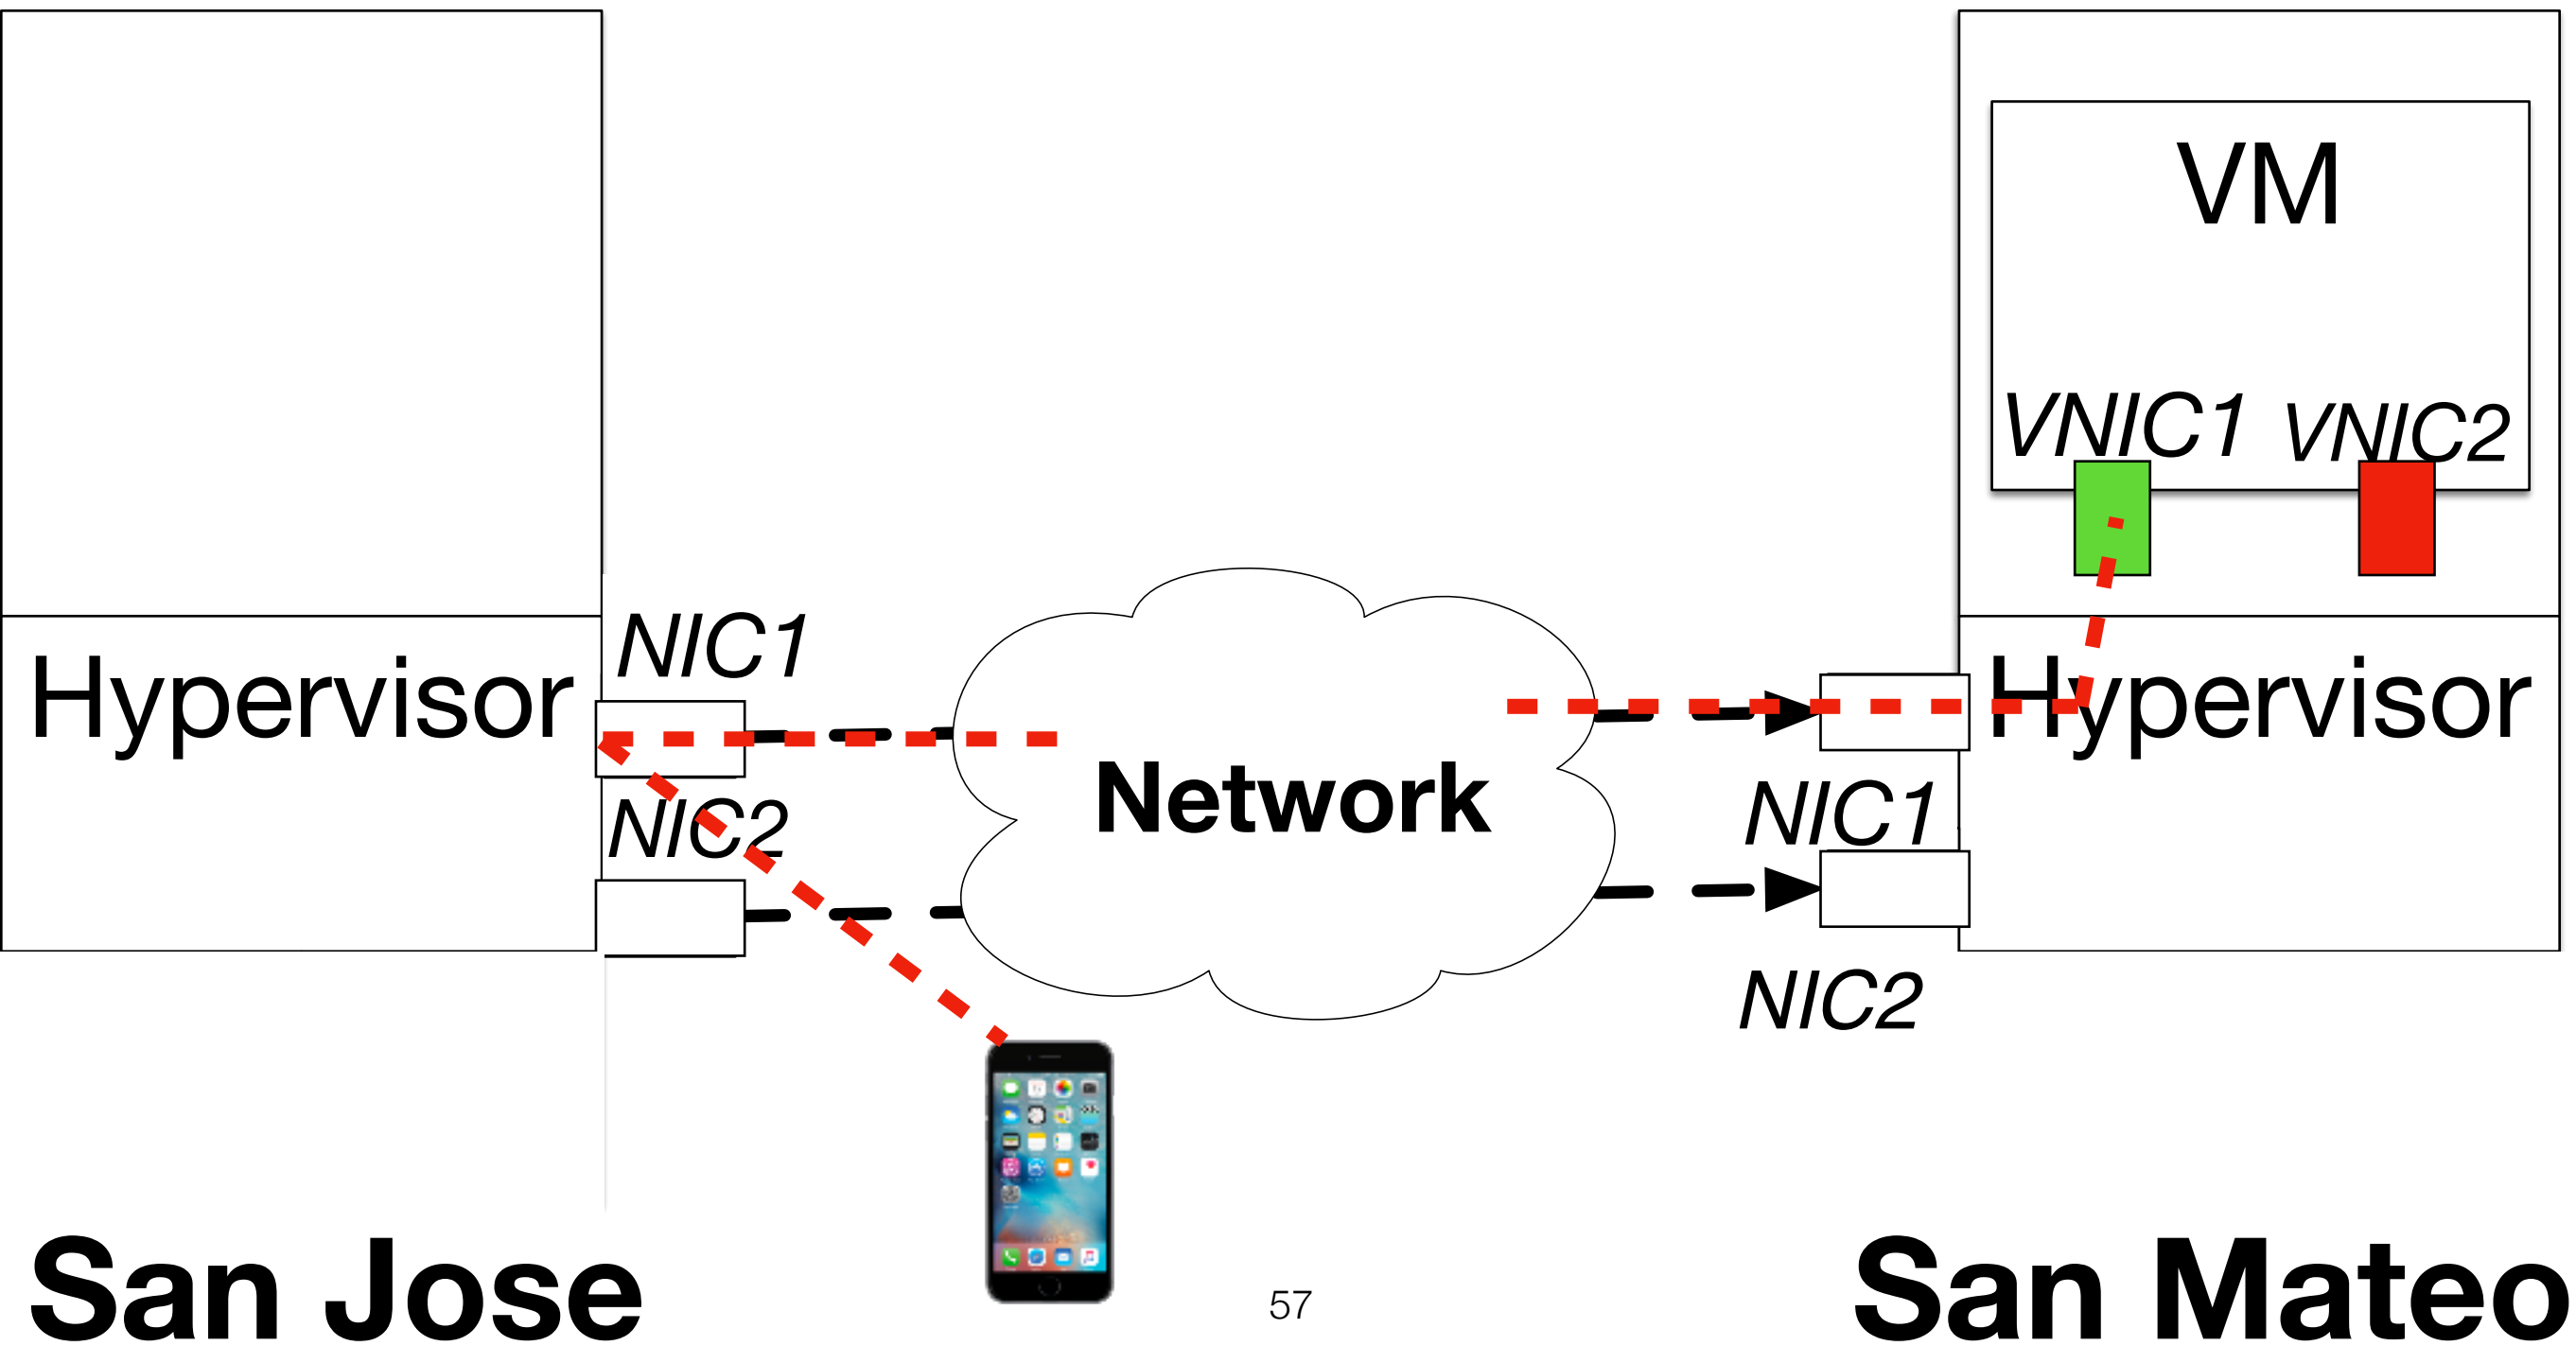 VM
VNIC1 VNIC2
Hypervisor
NIC1
NIC2
Network
Hypervisor
NIC1
NIC2
San Jose
57
San Mateo